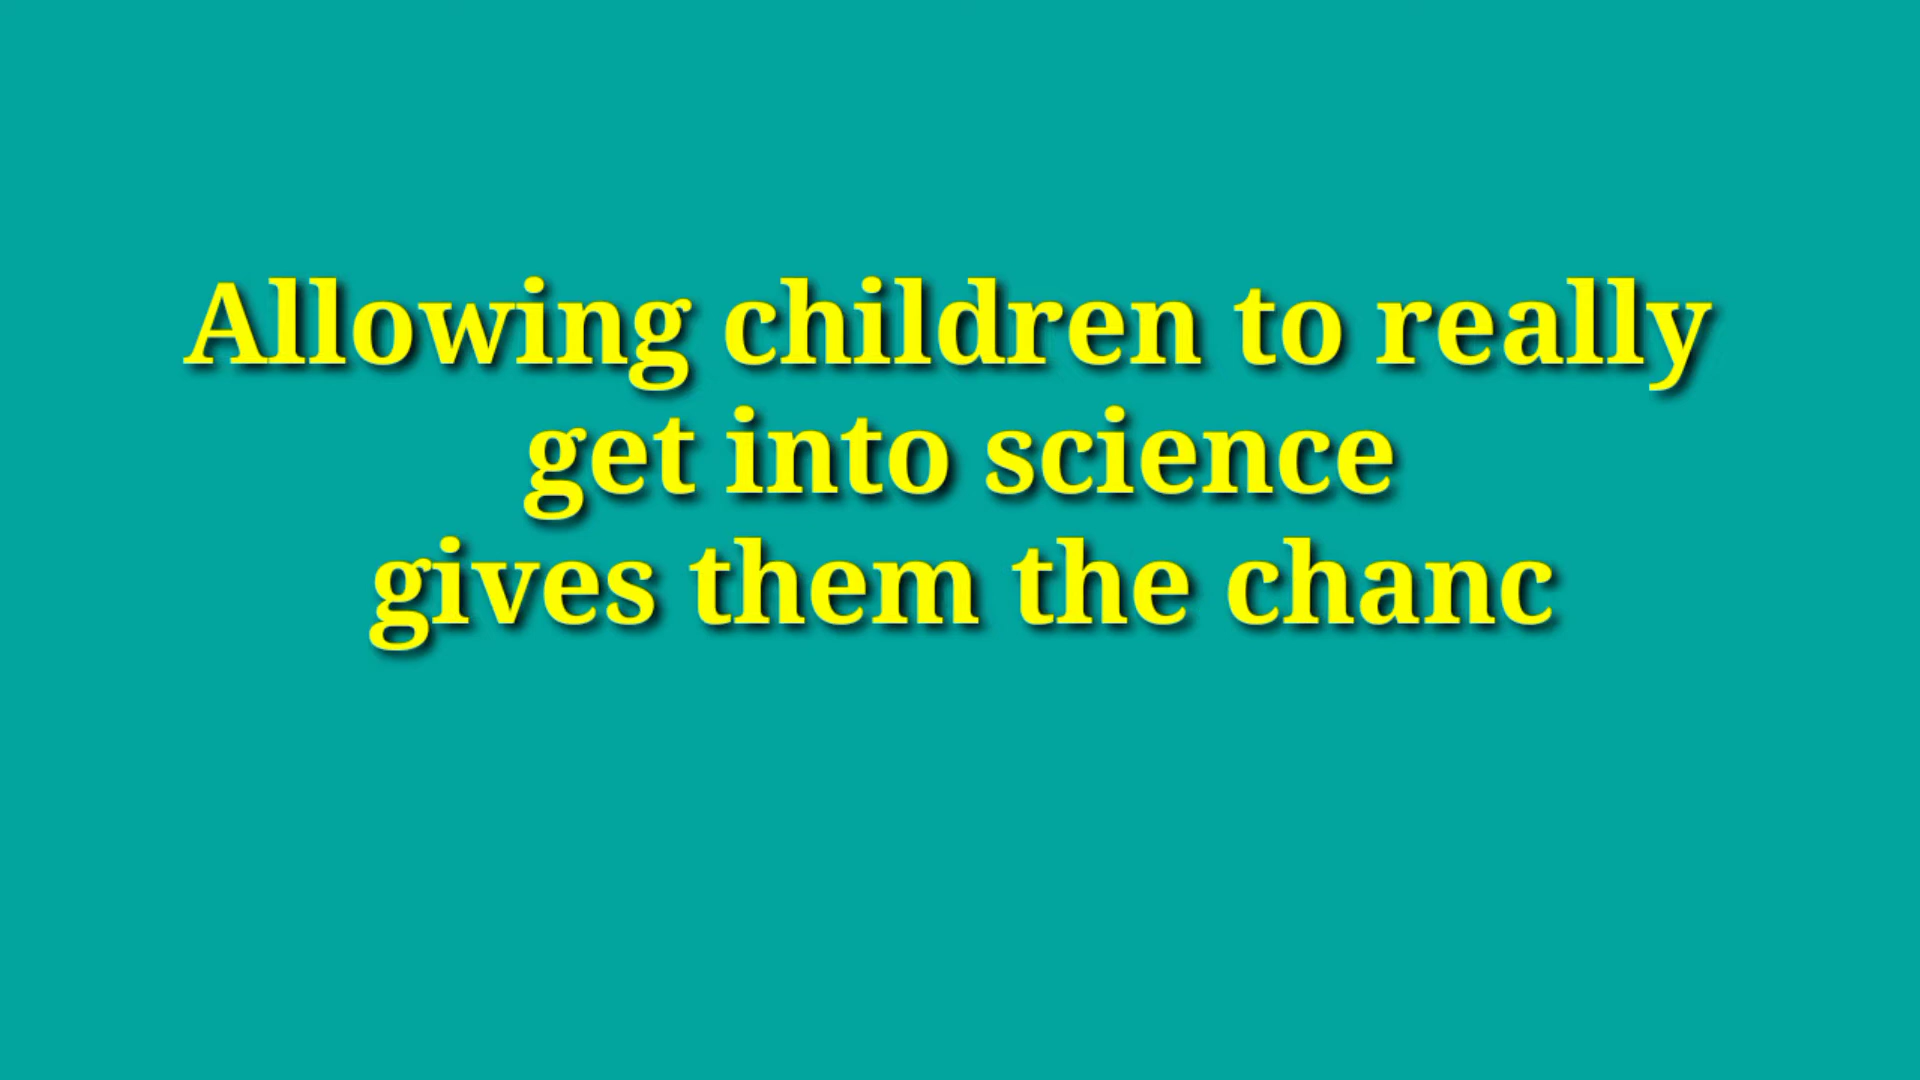 Allowing children to really
get into science
gives them the chanc